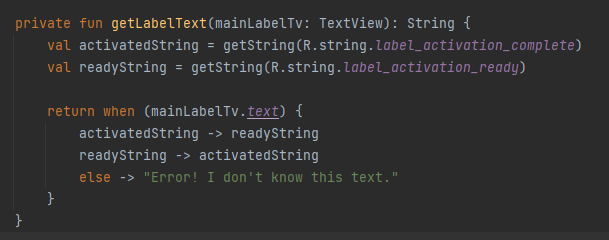 private fun getLabelText(mainLabelTv: TextView): String {
    val activatedString = getString(R.string.label_activation_complete)
    val readyString = getString(R.string.label_activation_ready)

    return when (mainLabelTv.text) {
        activatedString -> readyString
        readyString -> activatedString
        else -> "Error! I don't know this text."
    }
}